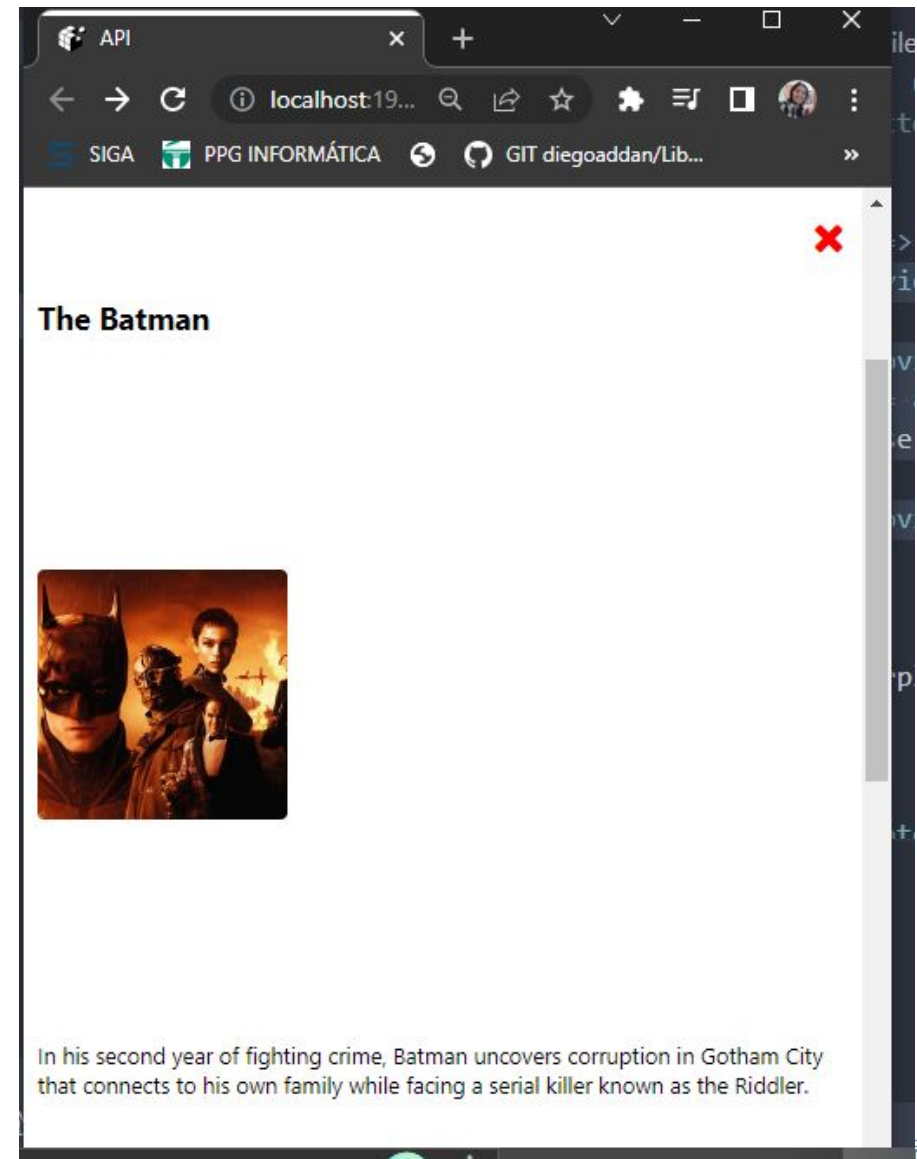 API
ile
localhost:19...
SIGA
PPG INFORMÁTICA
GIT diegoaddan/Lib...
The Batman
In his second year of fighting crime, Batman uncovers corruption in Gotham City
that connects to his own family while facing a serial killer known as the Riddler.